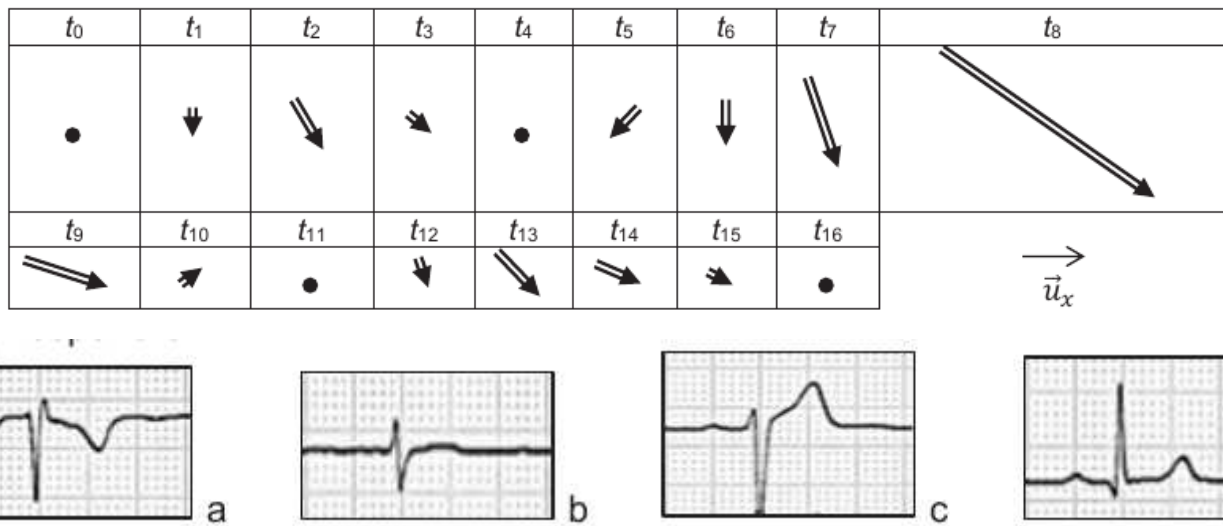 t₀ t₁ t₂ t₃ t₄ t₅ t₆ t₇ t₈
t₉ t₁₀ t₁₁ t₁₂ t₁₃ t₁₄ t₁₅ t₁₆
u⃗ₓ
a b c